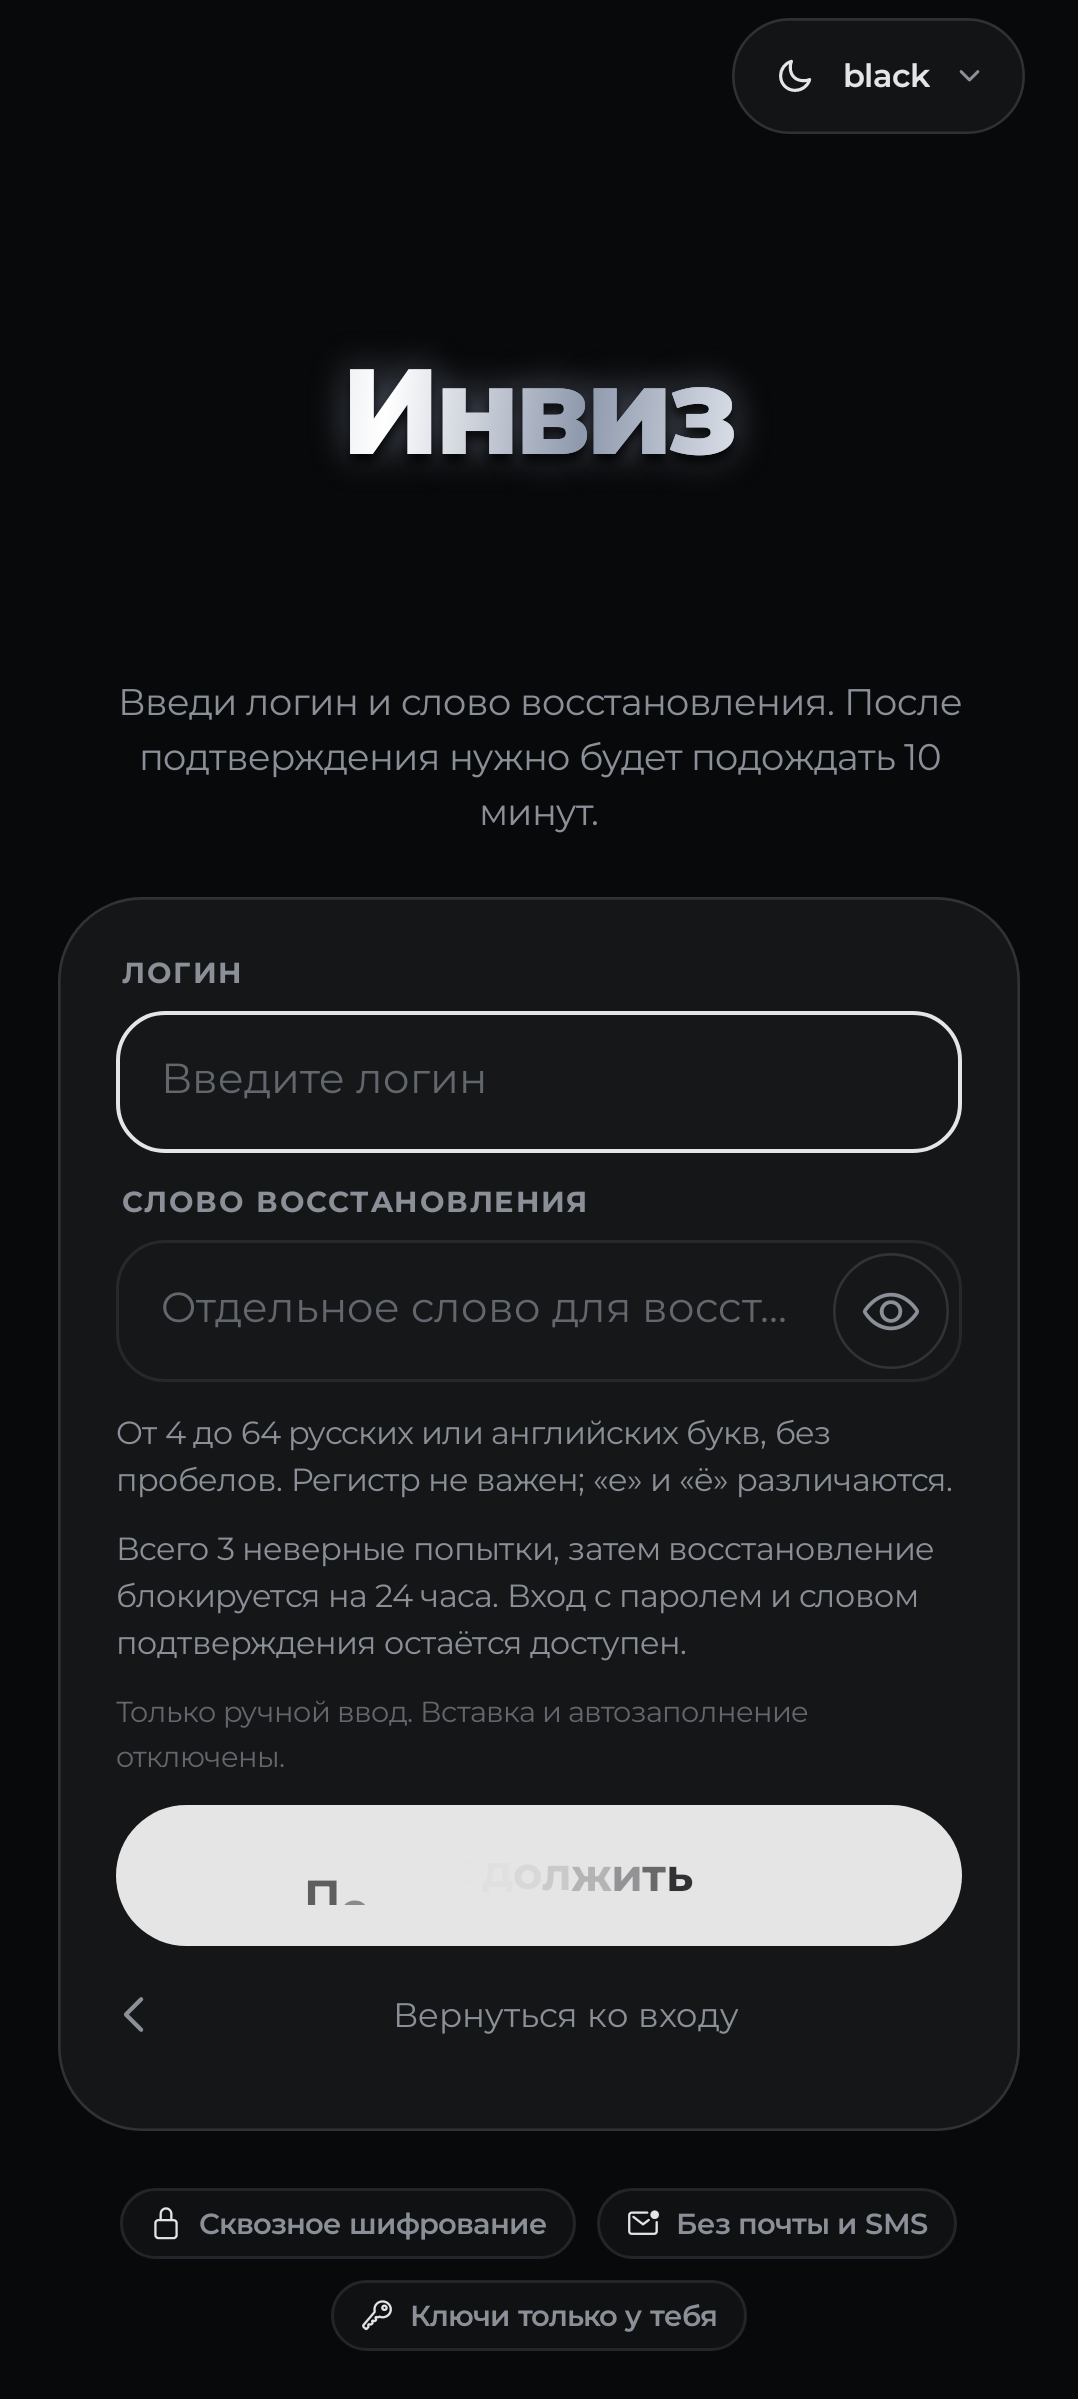 black
Инвиз
Введи логин и слово восстановления. После
подтверждения нужно будет подождать 10
минут.
ЛОГИН
Введите логин
СЛОВО ВОССТАНОВЛЕНИЯ
Отдельное слово для восст...
От 4 до 64 русских или английских букв, без
пробелов. Регистр не важен; «е» и «ё» различаются.
Всего 3 неверные попытки, затем восстановление
блокируется на 24 часа. Вход с паролем и словом
подтверждения остаётся доступен.
Только ручной ввод. Вставка и автозаполнение
отключены.
Вернуться ко входу
Сквозное шифрование
Без почты и SMS
Ключи только у тебя